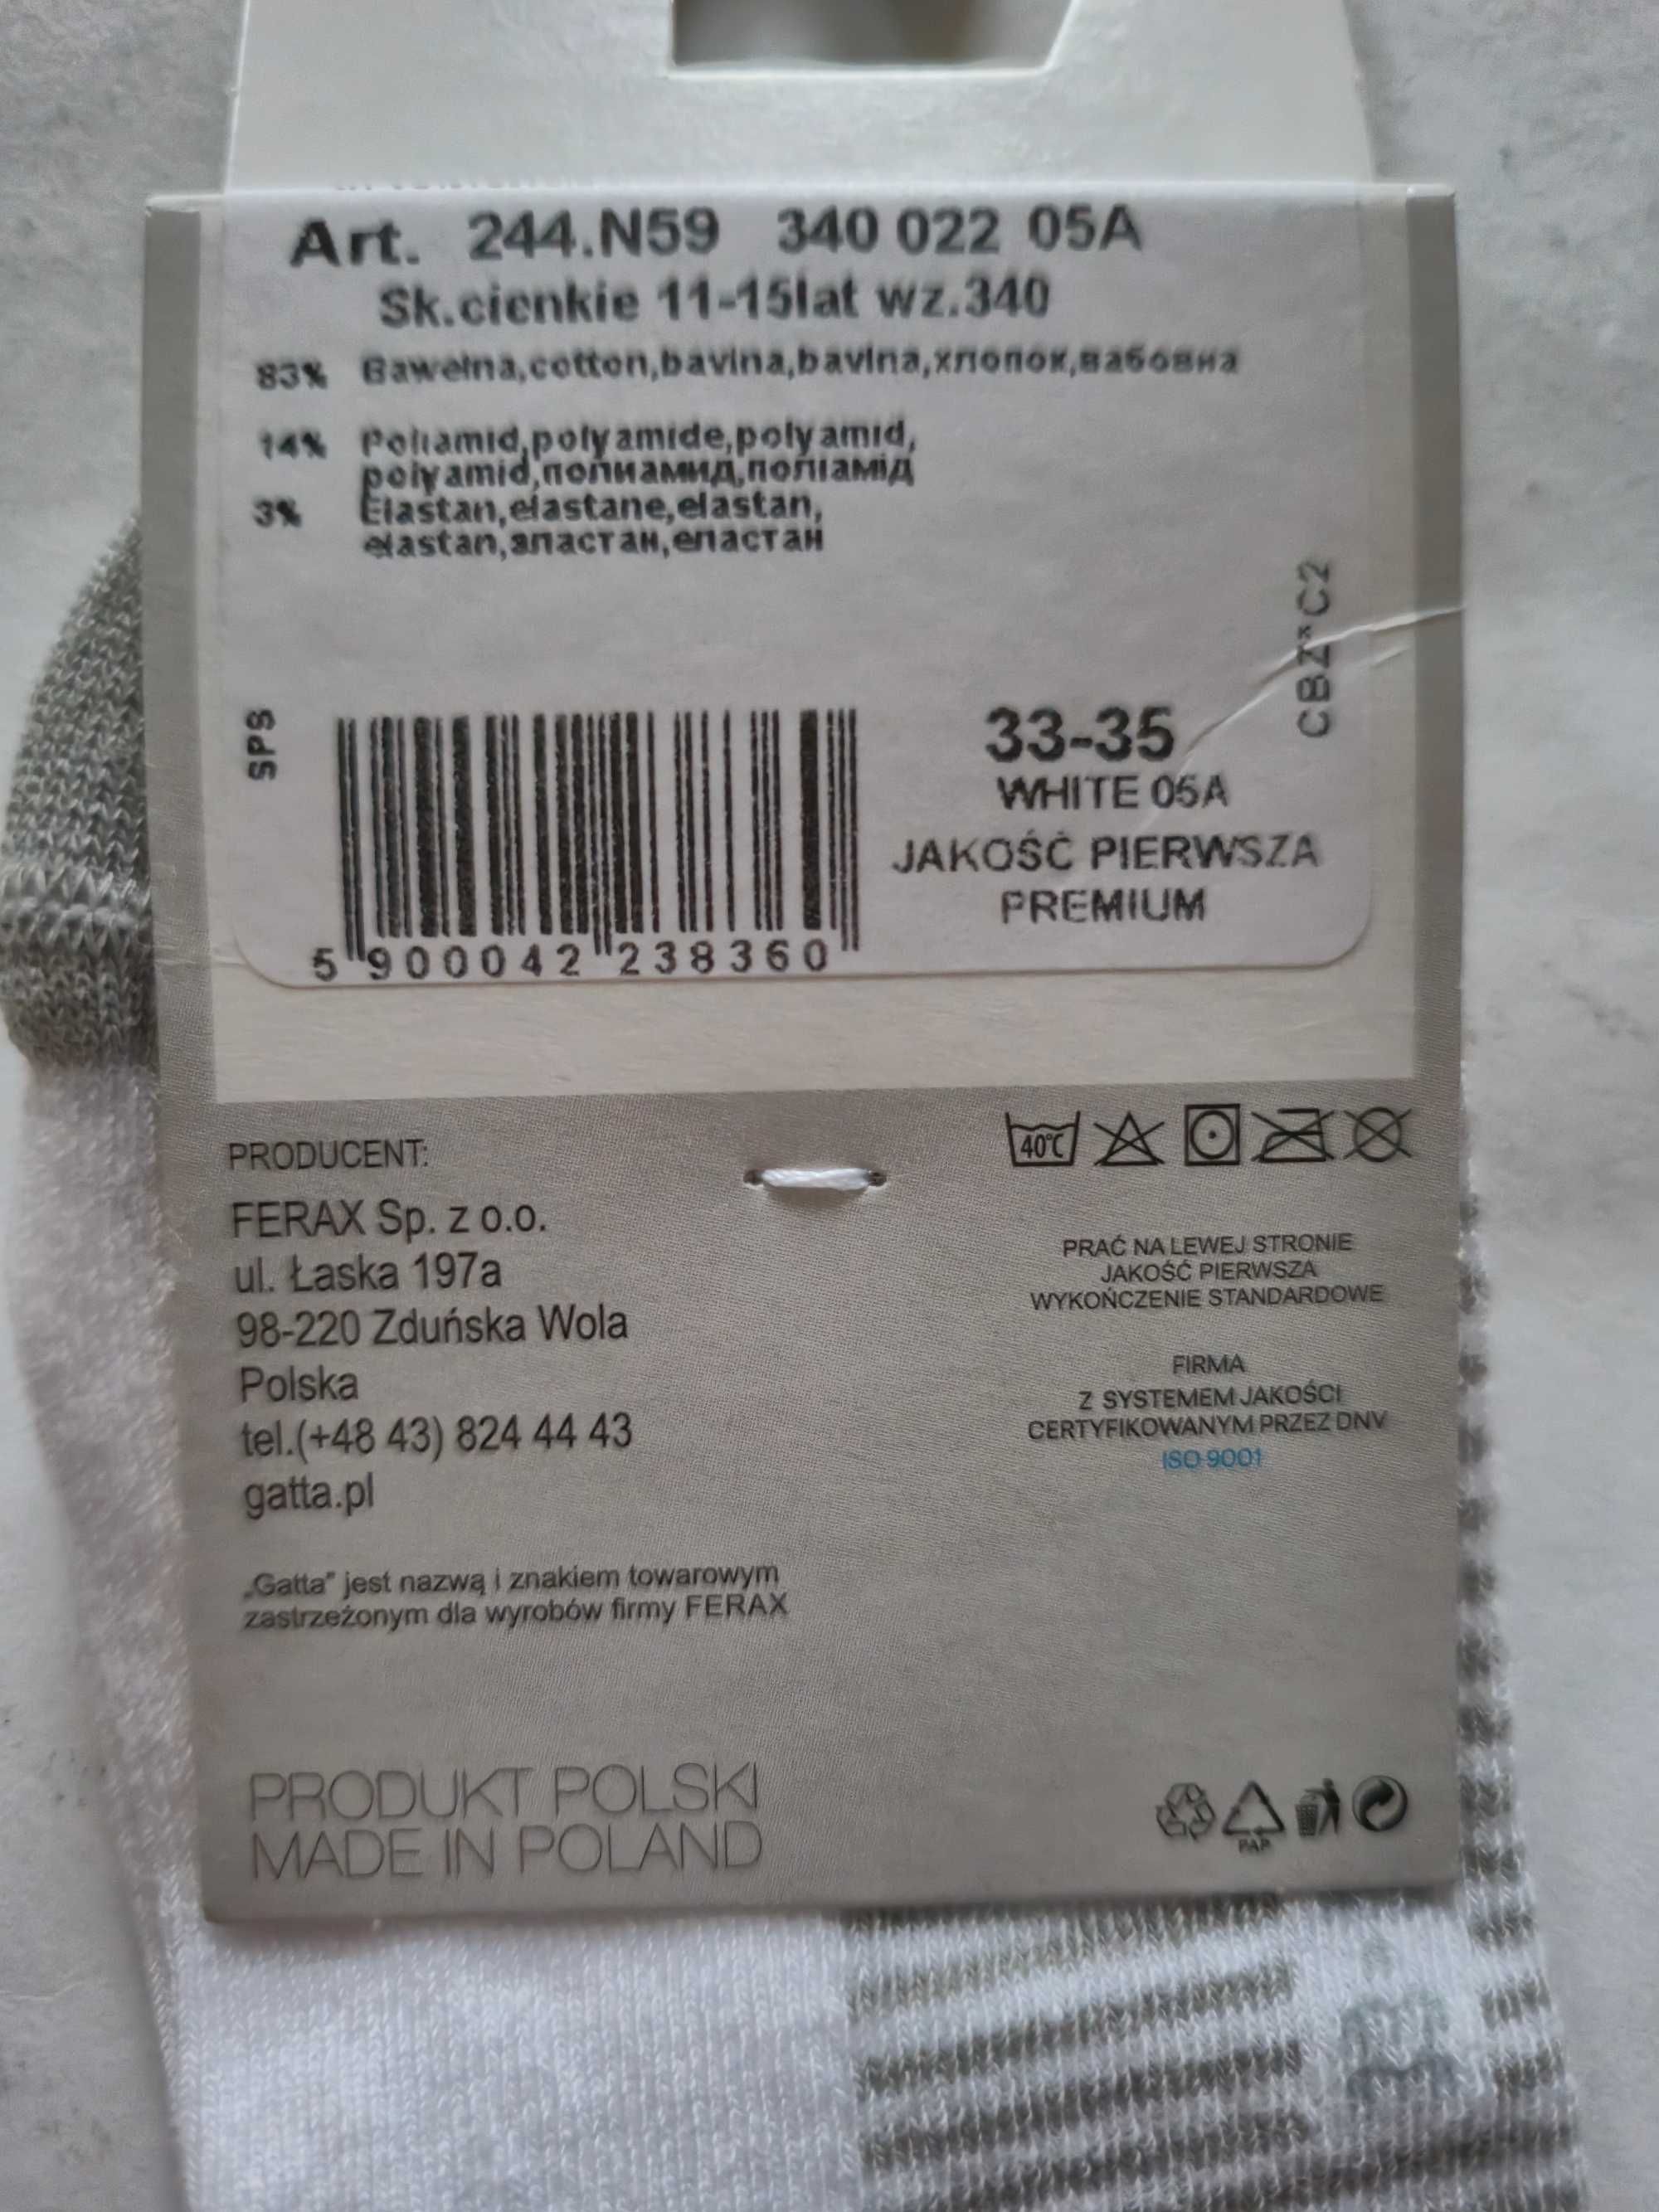 Art. 244.N59 340 022 05A
Sk.cienkie 11-15lat wz.340
83% Bawełna,cotton,bavlna,bavlna,хлопок,бавовна
14% Poliamid,polyamide,polyamid,
polyamid,полиамид,поліамід
3% Elastan,elastane,elastan,
elastan,эластан,еластан
CBZ*C2
SPS
33-35
WHITE 05A
JAKOŚĆ PIERWSZA
PREMIUM
5 900042 238360
PRODUCENT:
FERAX Sp. z o.o.
ul. Łaska 197a
98-220 Zduńska Wola
Polska
tel.(+48 43) 824 44 43
gatta.pl
„Gatta” jest nazwą i znakiem towarowym
zastrzeżonym dla wyrobów firmy FERAX
40°C
PRAĆ NA LEWEJ STRONIE
JAKOŚĆ PIERWSZA
WYKOŃCZENIE STANDARDOWE
FIRMA
Z SYSTEMEM JAKOŚCI
CERTYFIKOWANYM PRZEZ DNV
ISO 9001
PRODUKT POLSKI
MADE IN POLAND
PAP